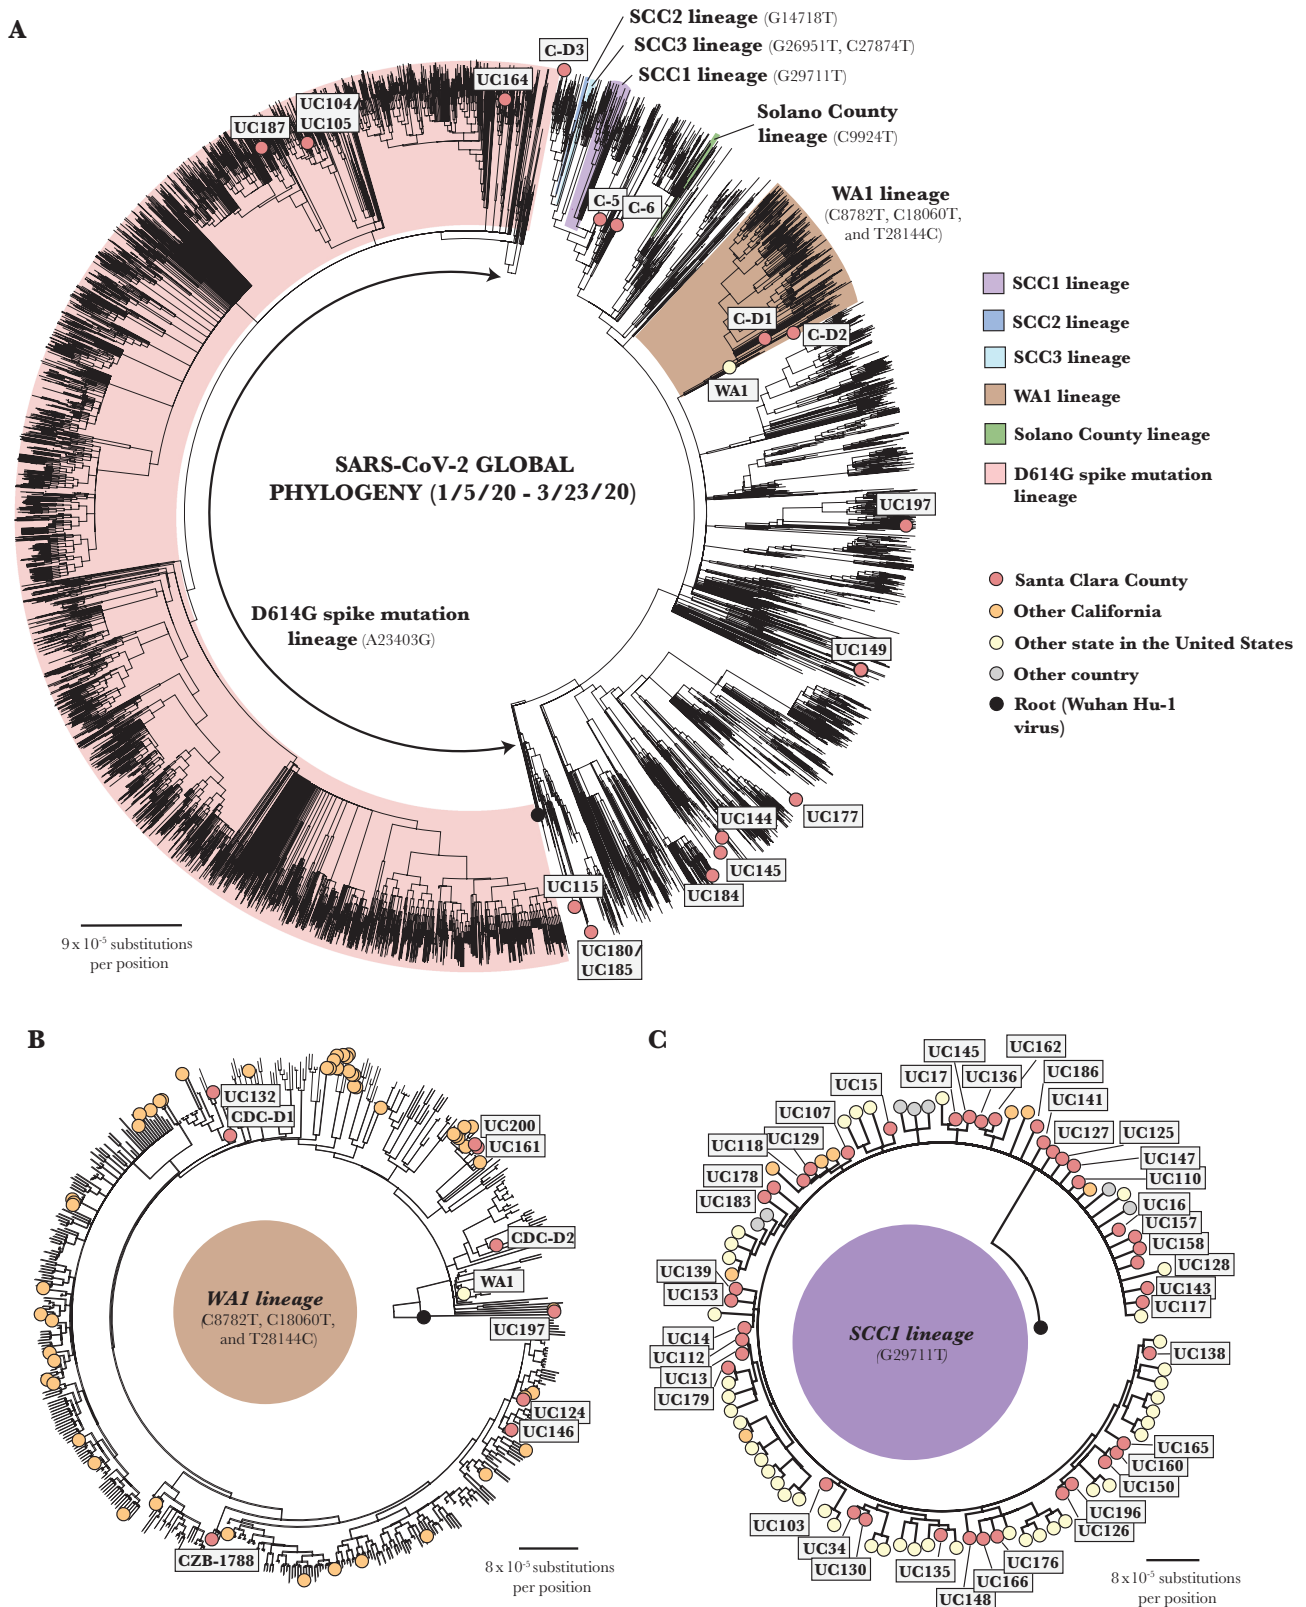 A
SCC2 lineage (G14718T)
SCC3 lineage (G26951T, C27874T)
SCC1 lineage (G29711T)
Solano County
lineage (C9924T)
WA1 lineage
(C8782T, C18060T,
and T28144C)
C-D3
UC164
UC104/
UC105
UC187
C-5
C-6
C-D1
C-D2
WA1
UC197
UC149
UC177
UC144
UC145
UC184
UC115
UC180/
UC185
SARS-CoV-2 GLOBAL
PHYLOGENY (1/5/20 - 3/23/20)
D614G spike mutation
lineage (A23403G)
9 x 10⁻⁵ substitutions
per position
SCC1 lineage
SCC2 lineage
SCC3 lineage
WA1 lineage
Solano County lineage
D614G spike mutation
lineage
Santa Clara County
Other California
Other state in the United States
Other country
Root (Wuhan Hu-1
virus)
B
UC132
CDC-D1
UC200
UC161
CDC-D2
WA1
UC197
UC124
UC146
CZB-1788
WA1 lineage
(C8782T, C18060T,
and T28144C)
8 x 10⁻⁵ substitutions
per position
C
UC145
UC162
UC17
UC136
UC186
UC15
UC141
UC107
UC127
UC125
UC118
UC129
UC147
UC178
UC110
UC183
UC16
UC157
UC158
UC128
UC139
UC143
UC153
UC117
UC14
UC112
UC13
UC179
UC138
UC165
UC160
UC150
UC196
UC126
UC103
UC34
UC130
UC135
UC176
UC166
UC148
SCC1 lineage
(G29711T)
8 x 10⁻⁵ substitutions
per position